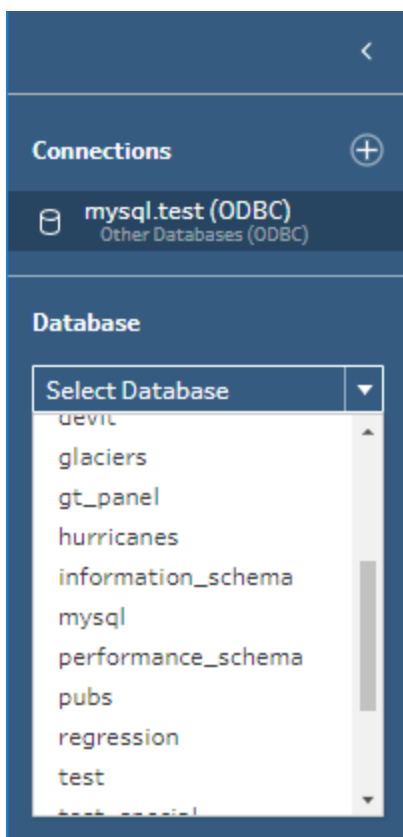 Connections
mysql.test (ODBC)
Other Databases (ODBC)
Database
Select Database
devit
glaciers
gt_panel
hurricanes
information_schema
mysql
performance_schema
pubs
regression
test